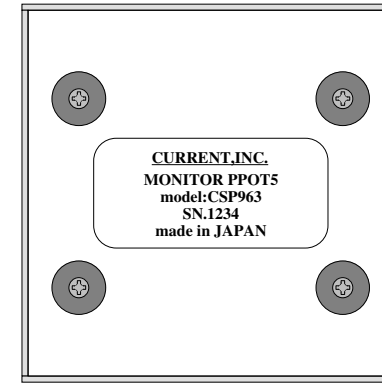 CURRENT,INC.
MONITOR PPOT5
model:CSP963
SN.1234
made in JAPAN